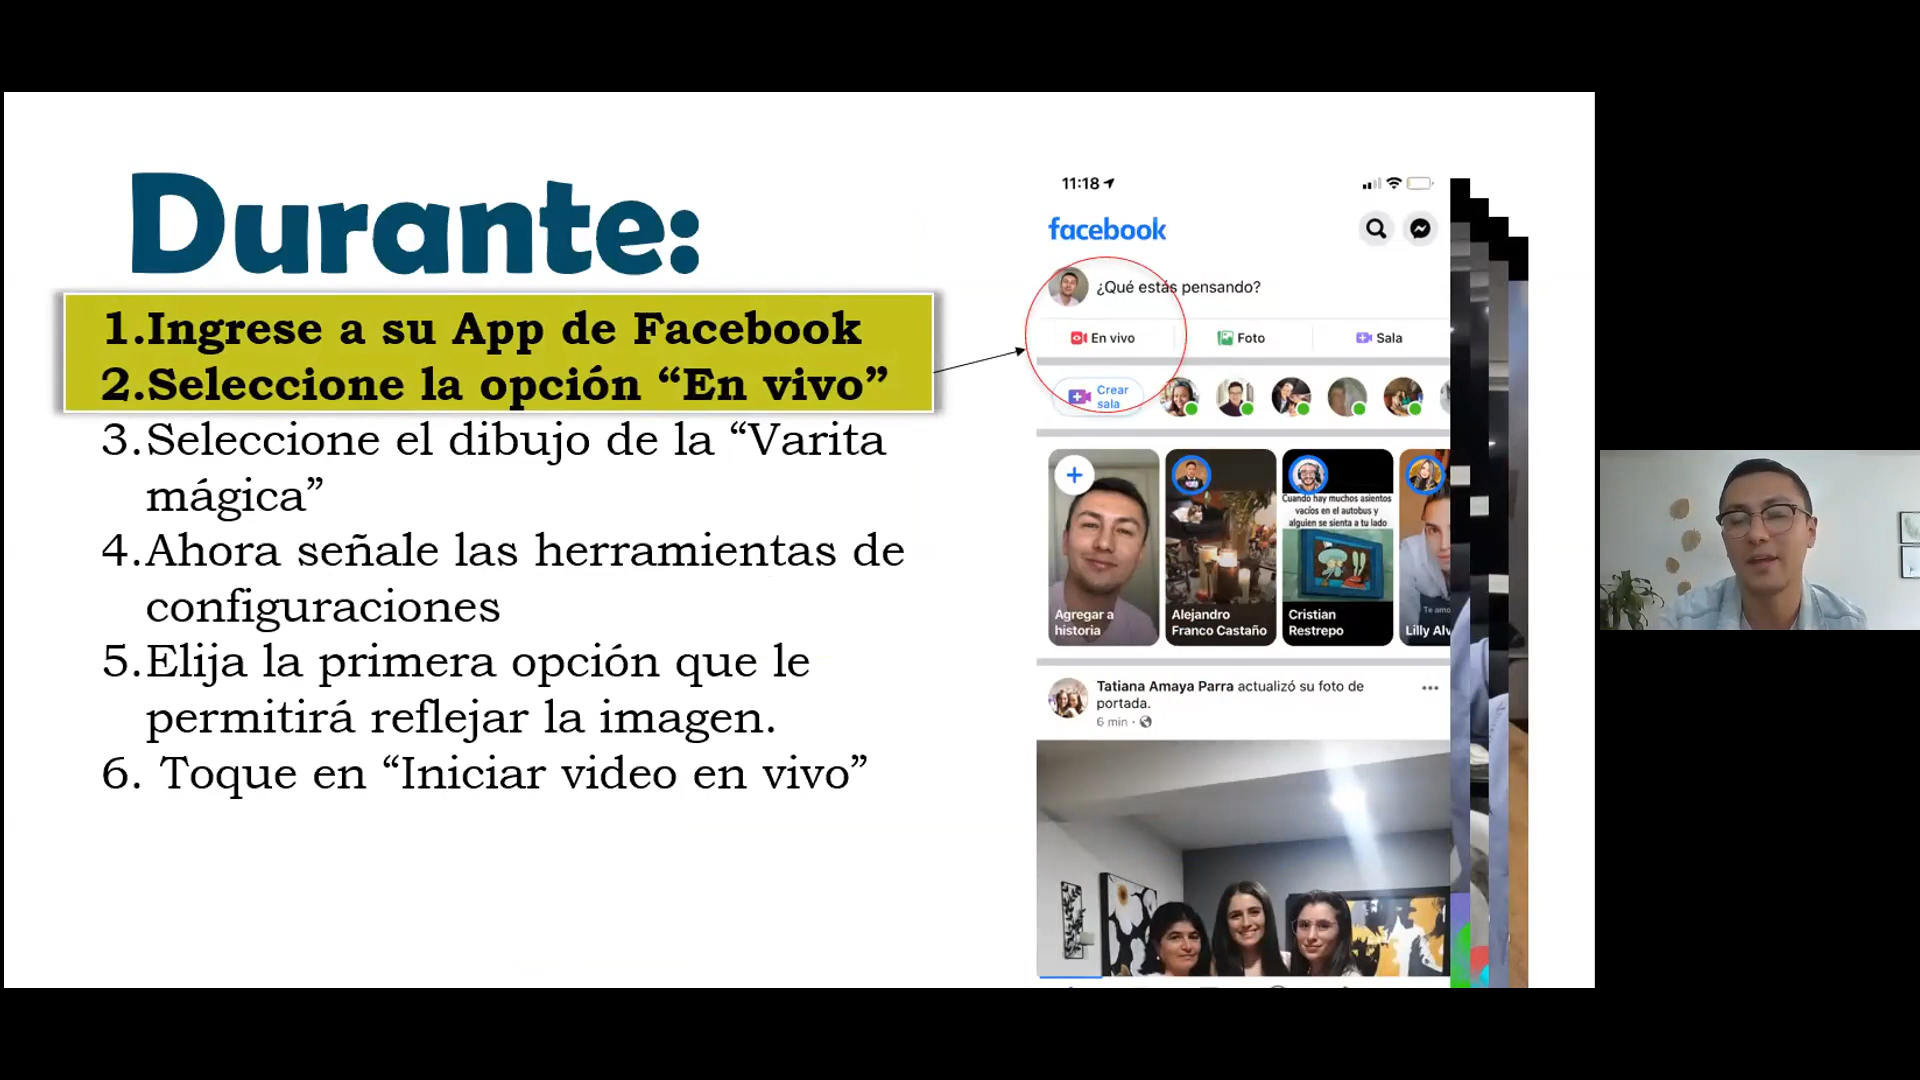 Durante:
1.Ingrese a su App de Facebook
2.Seleccione la opción “En vivo”
3.Seleccione el dibujo de la “Varita
mágica”
4.Ahora señale las herramientas de
configuraciones
5.Elija la primera opción que le
permitirá reflejar la imagen.
6. Toque en “Iniciar video en vivo”
11:18
facebook
¿Qué estás pensando?
En vivo
Foto
Sala
Crear
sala
Cuando hay muchos asientos
vacíos en el autobus y
alguien se sienta a tu lado
Te amo
Agregar a
historia
Alejandro
Franco Castaño
Cristian
Restrepo
Lilly Alv
Tatiana Amaya Parra actualizó su foto de
portada.
6 min ·